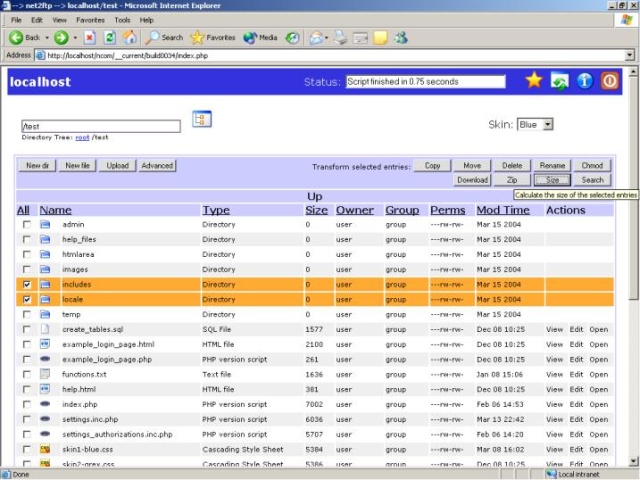 --> net2ftp --> localhost/test - Microsoft Internet Explorer
File Edit View Favorites Tools Help
Back Search Favorites Media
Address http://localhost/ncom/__current/build0034/index.php
localhost Status: Script finished in 0.75 seconds
/test Skin: Blue
Directory Tree: root /test
New dir New file Upload Advanced Transform selected entries: Copy Move Delete Rename Chmod
Download Zip Size Search
Calculate the size of the selected entries
Up
All Name Type Size Owner Group Perms Mod Time Actions
admin Directory 0 user group ---rw-rw- Mar 15 2004
help_files Directory 0 user group ---rw-rw- Mar 15 2004
htmlarea Directory 0 user group ---rw-rw- Mar 15 2004
images Directory 0 user group ---rw-rw- Mar 15 2004
includes Directory 0 user group ---rw-rw- Mar 15 2004
locale Directory 0 user group ---rw-rw- Mar 15 2004
temp Directory 0 user group ---rw-rw- Mar 15 2004
create_tables.sql SQL File 1577 user group ---rw-rw- Dec 08 10:25 View Edit Open
example_login_page.html HTML file 2100 user group ---rw-rw- Dec 08 10:25 View Edit Open
example_login_page.php PHP version script 261 user group ---rw-rw- Dec 08 10:25 View Edit Open
functions.txt Text file 1636 user group ---rw-rw- Jan 08 15:06 View Edit Open
help.html HTML file 381 user group ---rw-rw- Dec 08 10:25 View Edit Open
index.php PHP version script 7002 user group ---rw-rw- Feb 06 14:53 View Edit Open
settings.inc.php PHP version script 6036 user group ---rw-rw- Mar 13 22:42 View Edit Open
settings_authorizations.inc.php PHP version script 5707 user group ---rw-rw- Feb 06 14:20 View Edit Open
skin1-blue.css Cascading Style Sheet 5384 user group ---rw-rw- Mar 08 16:02 View Edit Open
skin2-grey.css Cascading Style Sheet 5386 user group ---rw-rw- Dec 08 10:25 View Edit Open
Done Local intranet